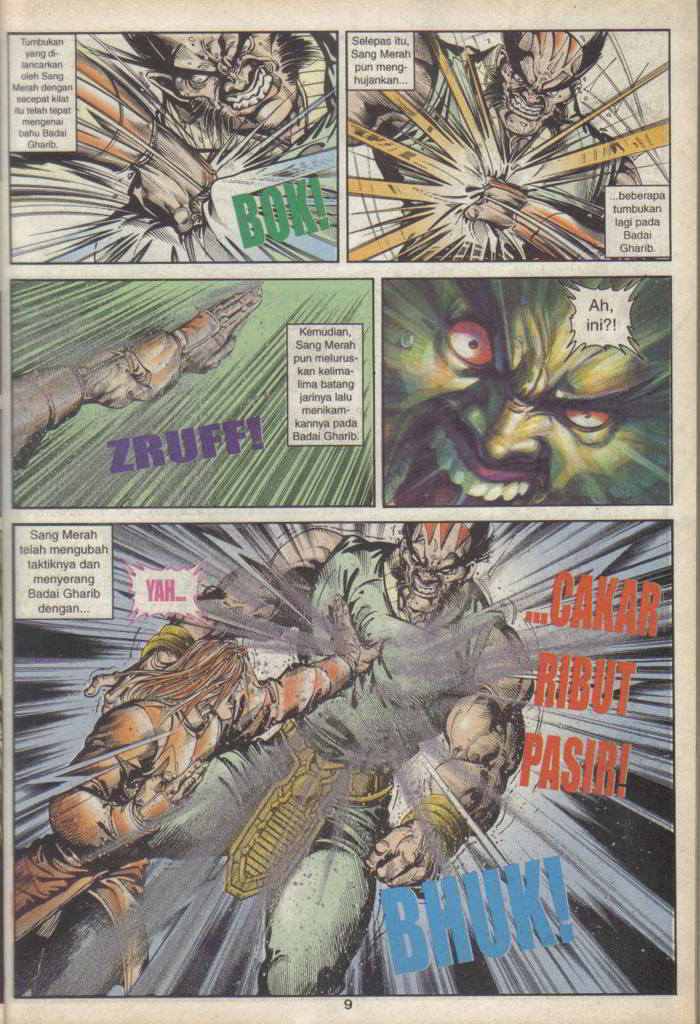 Tumbukan
yang di-
lancarkan
oleh Sang
Merah dengan
secepat kilat
itu telah tepat
mengenai
bahu Badai
Gharib.
BOK!
Selepas itu,
Sang Merah
pun meng-
hujankan...
...beberapa
tumbukan
lagi pada
Badai
Gharib.
Kemudian,
Sang Merah
pun melurus-
kan kelima-
lima batang
jarinya lalu
menikam-
kannya pada
Badai Gharib.
ZRUFF!
Ah,
ini?!
Sang Merah
telah mengubah
taktiknya dan
menyerang
Badai Gharib
dengan...
YAH...
...CAKAR
RIBUT
PASIR!
BHUK!
9